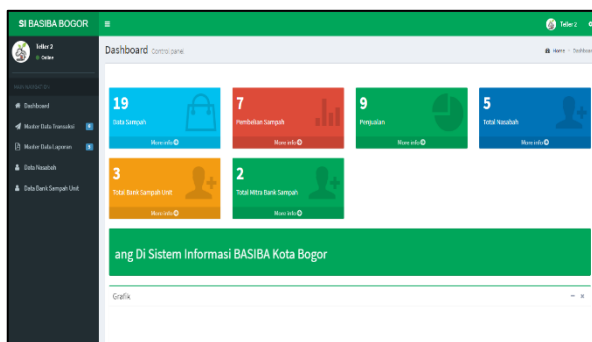 SI BASIBA BOGOR
Teller 2
Teller 2
Online
Dashboard Control panel
Home > Dashboard
Dashboard
Master Data Transaksi
Master Data Laporan
Data Nasabah
Data Bank Sampah Unit
19
Data Sampah
More info
7
Pembelian Sampah
More info
9
Penjualan
More info
5
Total Nasabah
More info
3
Total Bank Sampah Unit
More info
2
Total Mitra Bank Sampah
More info
ang Di Sistem Informasi BASIBA Kota Bogor
Grafik